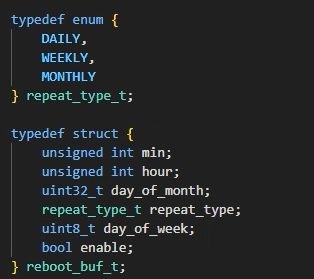 typedef enum {
    DAILY,
    WEEKLY,
    MONTHLY
} repeat_type_t;

typedef struct {
    unsigned int min;
    unsigned int hour;
    uint32_t day_of_month;
    repeat_type_t repeat_type;
    uint8_t day_of_week;
    bool enable;
} reboot_buf_t;